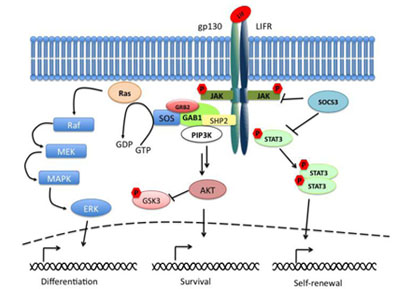 gp130
LIFR
LIF
P
JAK
JAK
P
Ras
GRB2
SOS
GAB1
SHP2
SOCS3
Raf
PIP3K
P
STAT3
GDP
GTP
MEK
MAPK
P
GSK3
AKT
P
STAT3
P
STAT3
ERK
Differentiation
Survival
Self-renewal